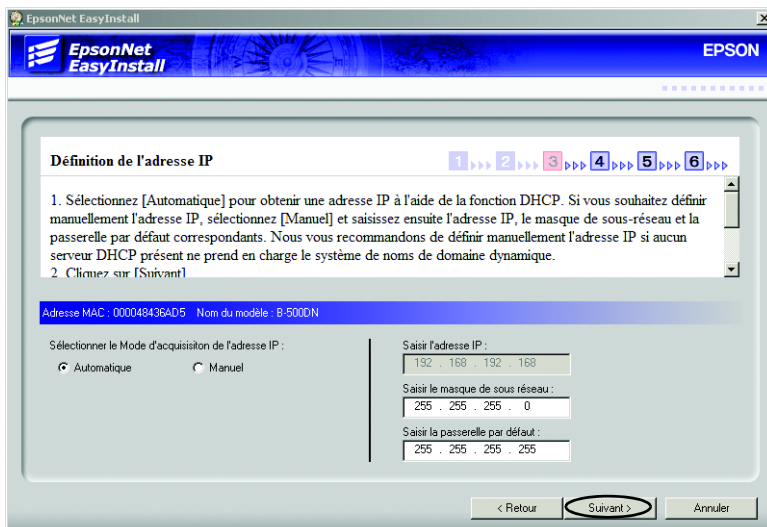 EpsonNet EasyInstall
EpsonNet
EasyInstall
EPSON
Définition de l'adresse IP
1 2 3 4 5 6
1. Sélectionnez [Automatique] pour obtenir une adresse IP à l'aide de la fonction DHCP. Si vous souhaitez définir
manuellement l'adresse IP, sélectionnez [Manuel] et saisissez ensuite l'adresse IP, le masque de sous-réseau et la
passerelle par défaut correspondants. Nous vous recommandons de définir manuellement l'adresse IP si aucun
serveur DHCP présent ne prend en charge le système de noms de domaine dynamique.
2. Cliquez sur [Suivant]
Adresse MAC : 000048436AD5 Nom du modèle : B-500DN
Sélectionner le Mode d'acquisiiton de l'adresse IP :
Automatique
Manuel
Saisir l'adresse IP :
192 . 168 . 192 . 168
Saisir le masque de sous réseau :
255 . 255 . 255 . 0
Saisir la passerelle par défaut :
255 . 255 . 255 . 255
< Retour
Suivant >
Annuler